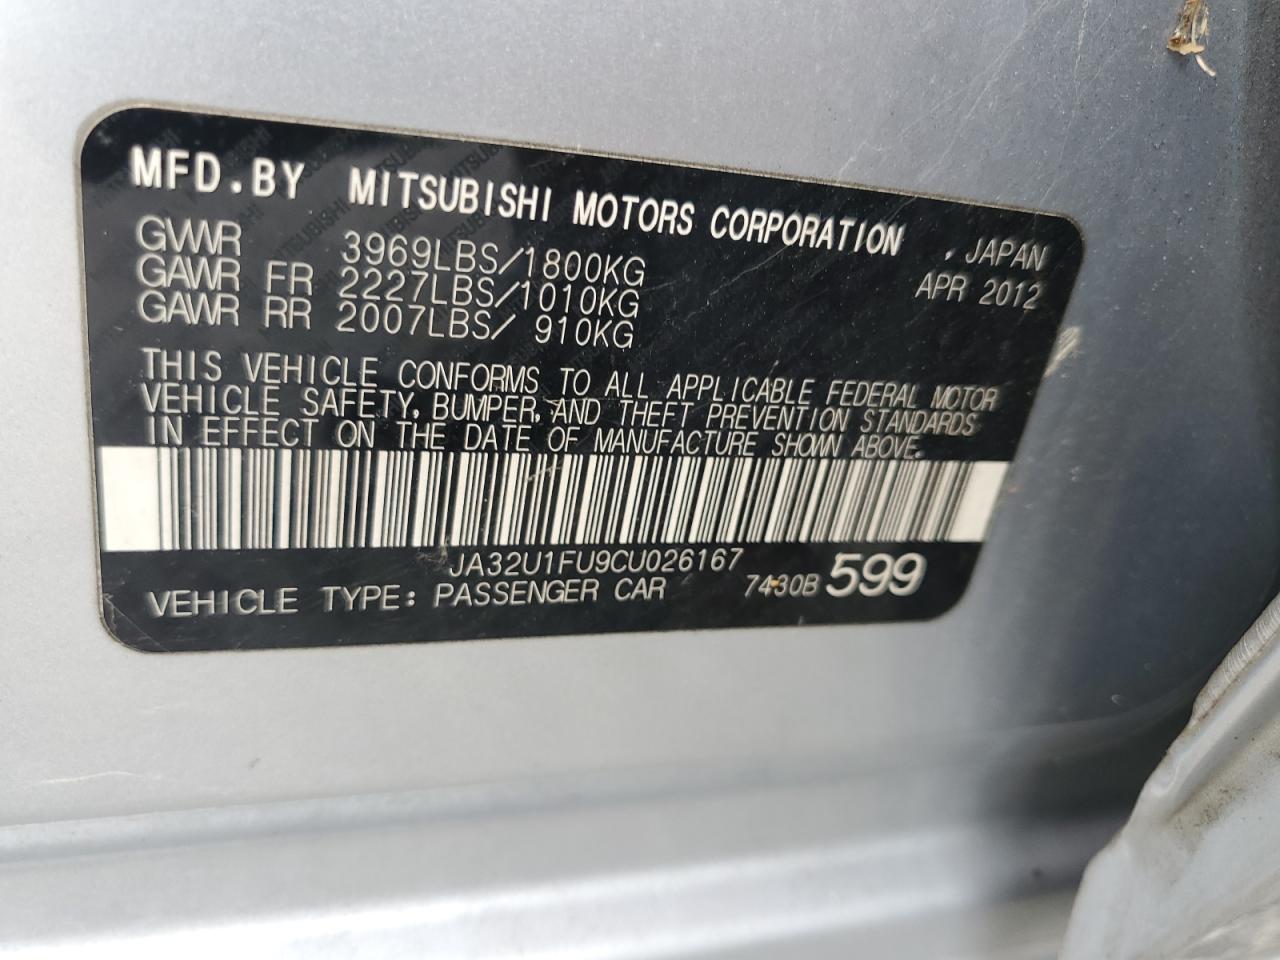 MFD.BY MITSUBISHI MOTORS CORPORATION , JAPAN
GVWR 3969LBS/1800KG APR 2012
GAWR FR 2227LBS/1010KG
GAWR RR 2007LBS/ 910KG
THIS VEHICLE CONFORMS TO ALL APPLICABLE FEDERAL MOTOR
VEHICLE SAFETY, BUMPER, AND THEFT PREVENTION STANDARDS
IN EFFECT ON THE DATE OF MANUFACTURE SHOWN ABOVE.
JA32U1FU9CU026167
VEHICLE TYPE: PASSENGER CAR 7430B 599